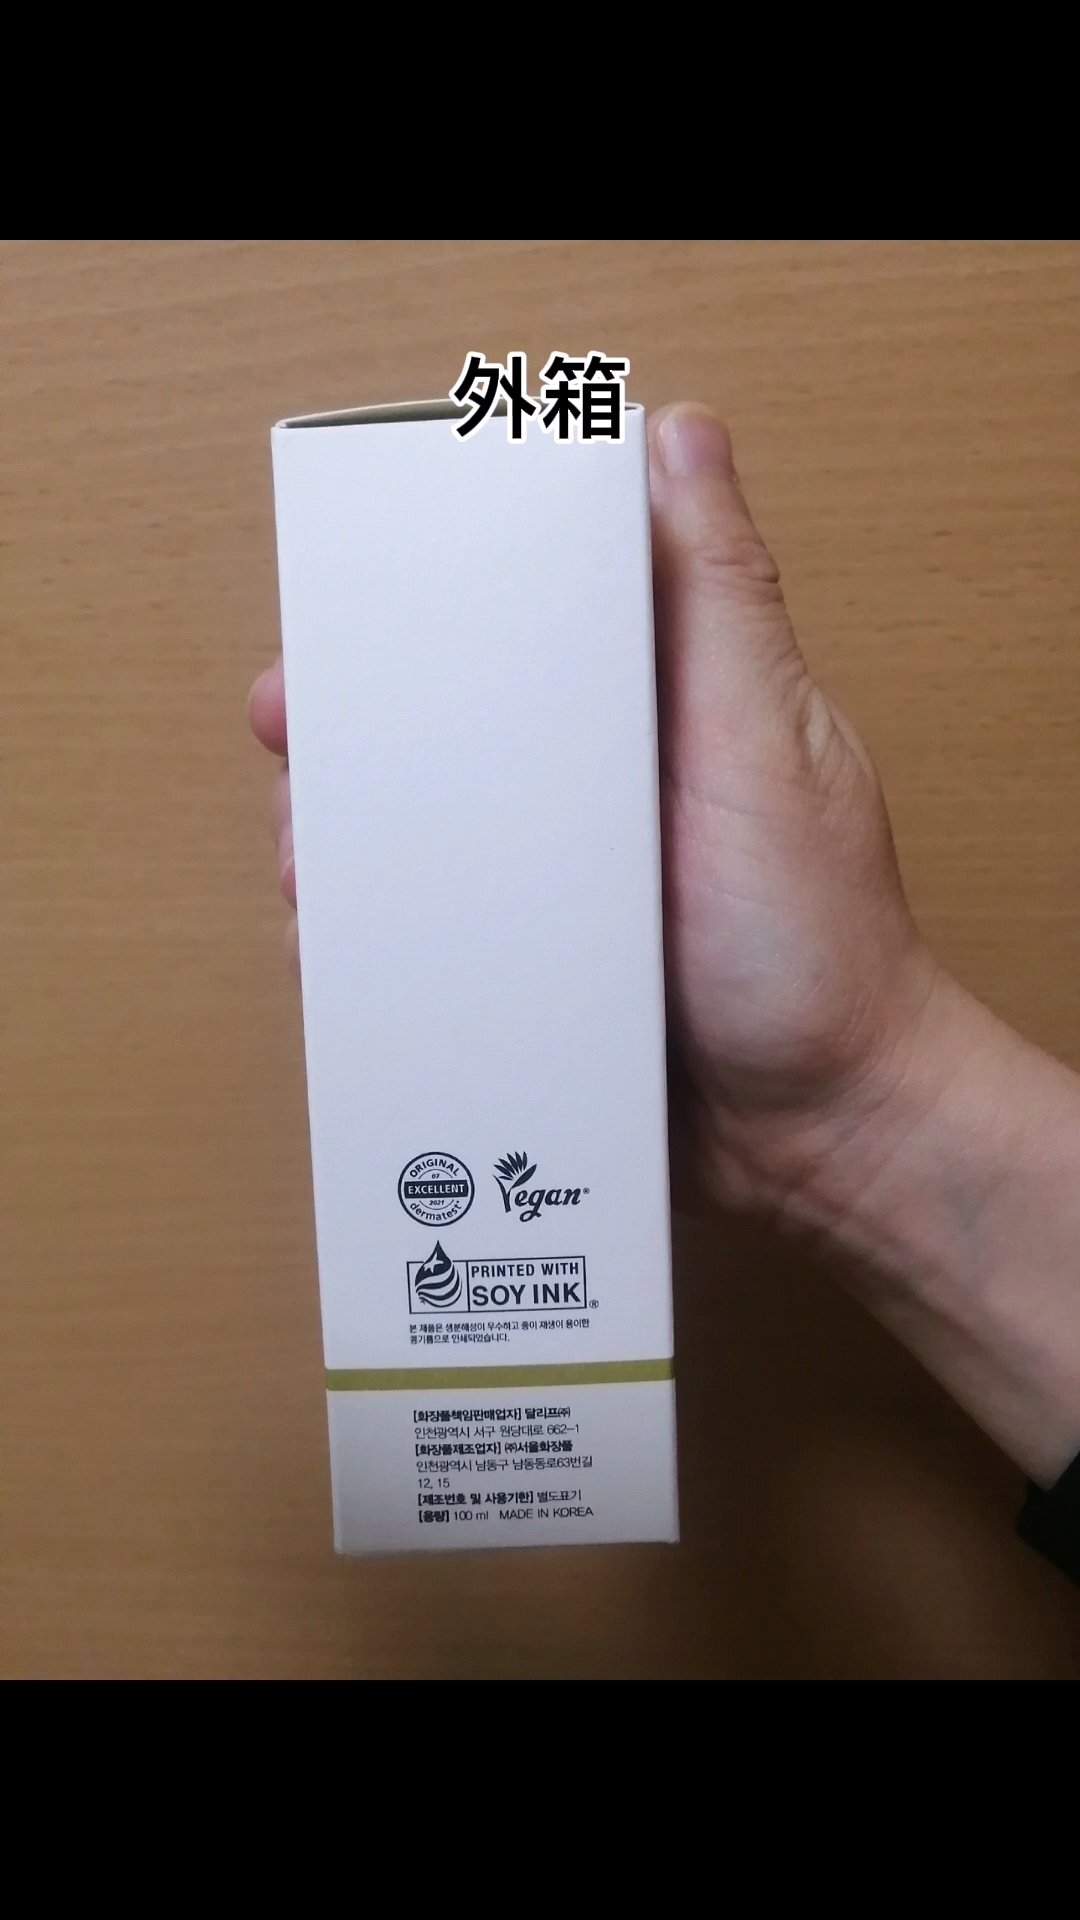 外箱
ORIGINAL
07
EXCELLENT
2021
dermatest®
Vegan®
PRINTED WITH
SOY INK®
본 제품은 생분해성이 우수하고 종이 재생이 용이한
콩기름으로 인쇄되었습니다.
[화장품책임판매업자] 달리프㈜
인천광역시 서구 원당대로 662-1
[화장품제조업자] ㈜서울화장품
인천광역시 남동구 남동동로63번길
12, 15
[제조번호 및 사용기한] 별도표기
[용량] 100 ml MADE IN KOREA